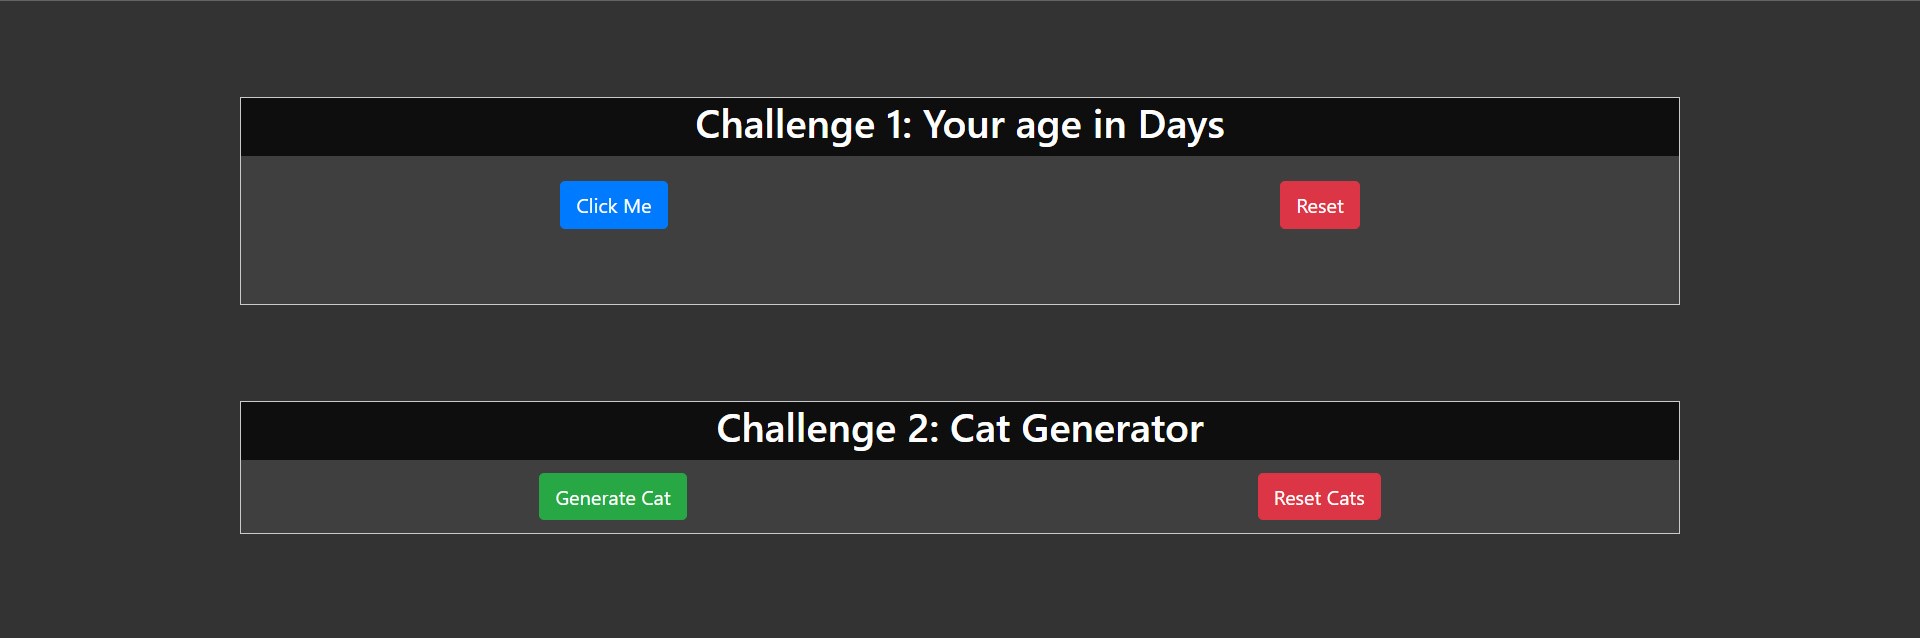 Challenge 1: Your age in Days
Click Me
Reset
Challenge 2: Cat Generator
Generate Cat
Reset Cats